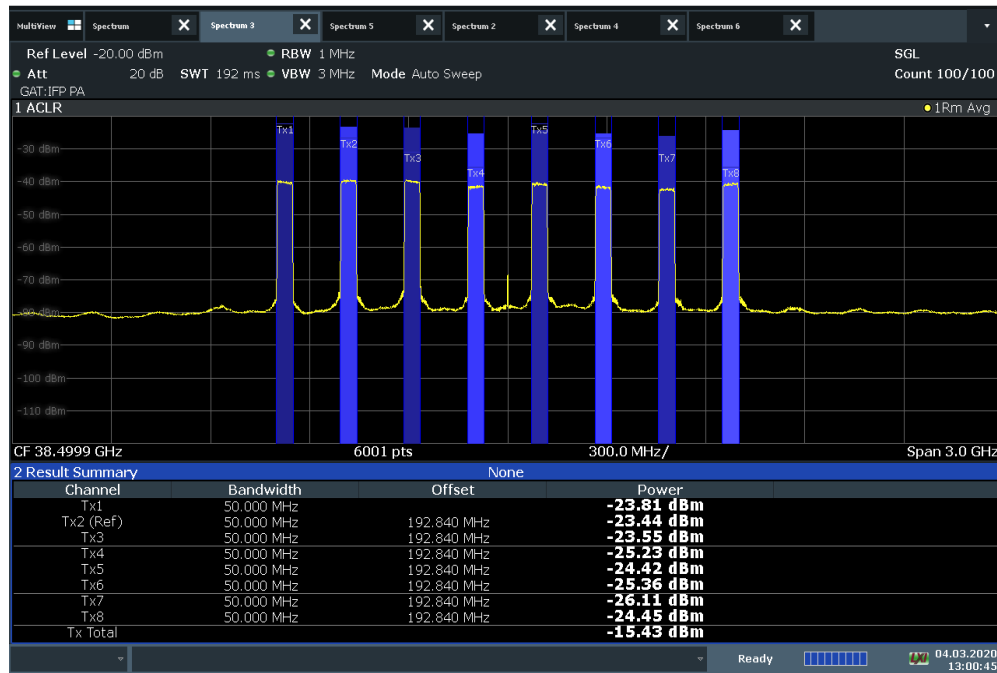 MultiView Spectrum X Spectrum 3 X Spectrum 5 X Spectrum 2 X Spectrum 4 X Spectrum 6 X
Ref Level -20.00 dBm RBW 1 MHz SGL
Att 20 dB SWT 192 ms VBW 3 MHz Mode Auto Sweep Count 100/100
GAT:IFP PA
1 ACLR 1Rm Avg
Tx1 Tx5
Tx2 Tx6
-30 dBm
Tx3 Tx7
Tx4 Tx8
-40 dBm
-50 dBm
-60 dBm
-70 dBm
-80 dBm
-90 dBm
-100 dBm
-110 dBm
CF 38.4999 GHz 6001 pts 300.0 MHz/ Span 3.0 GHz
2 Result Summary None
Channel Bandwidth Offset Power
Tx1 50.000 MHz -23.81 dBm
Tx2 (Ref) 50.000 MHz 192.840 MHz -23.44 dBm
Tx3 50.000 MHz 192.840 MHz -23.55 dBm
Tx4 50.000 MHz 192.840 MHz -25.23 dBm
Tx5 50.000 MHz 192.840 MHz -24.42 dBm
Tx6 50.000 MHz 192.840 MHz -25.36 dBm
Tx7 50.000 MHz 192.840 MHz -26.11 dBm
Tx8 50.000 MHz 192.840 MHz -24.45 dBm
Tx Total -15.43 dBm
Ready LXI 04.03.2020
13:00:45